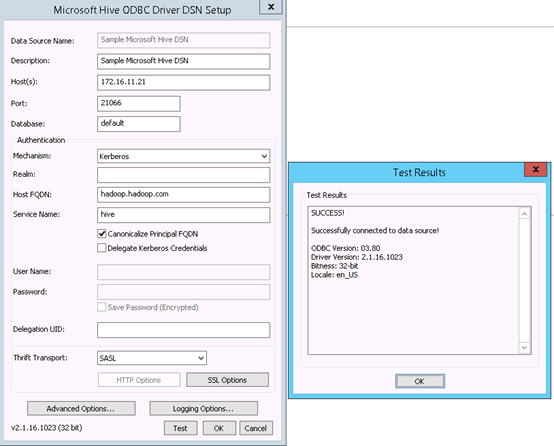 Microsoft Hive ODBC Driver DSN Setup
x
Data Source Name: Sample Microsoft Hive DSN
Description: Sample Microsoft Hive DSN
Host(s): 172.16.11.21
Port: 21066
Database: default
Authentication
Mechanism: Kerberos
Realm:
Host FQDN: hadoop.hadoop.com
Service Name: hive
Canonicalize Principal FQDN
Delegate Kerberos Credentials
User Name:
Password:
Save Password (Encrypted)
Delegation UID:
Thrift Transport: SASL
HTTP Options SSL Options
Advanced Options... Logging Options...
v2.1.16.1023 (32 bit) Test OK Cancel
Test Results
x
Test Results
SUCCESS!
Successfully connected to data source!
ODBC Version: 03.80
Driver Version: 2.1.16.1023
Bitness: 32-bit
Locale: en_US
OK